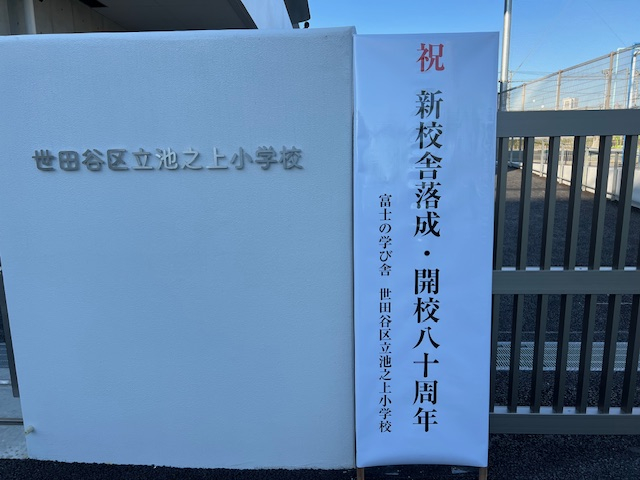 世田谷区立池之上小学校
祝 新校舎落成・開校八十周年
富士の学び舎 世田谷区立池之上小学校